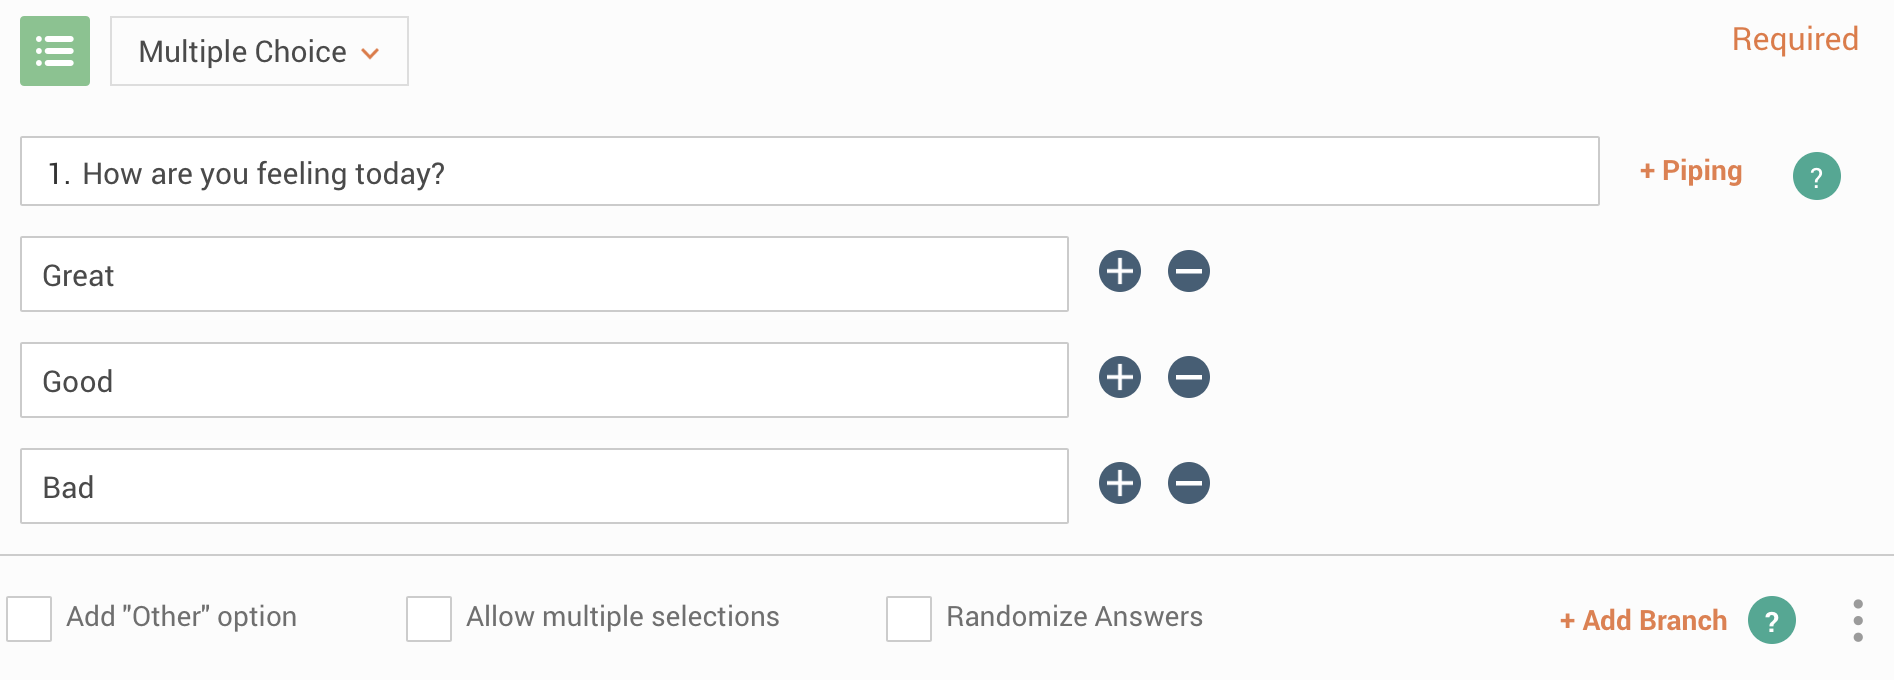 Multiple Choice
Required
1. How are you feeling today?
+ Piping
?
Great
Good
Bad
Add "Other" option
Allow multiple selections
Randomize Answers
+ Add Branch
?